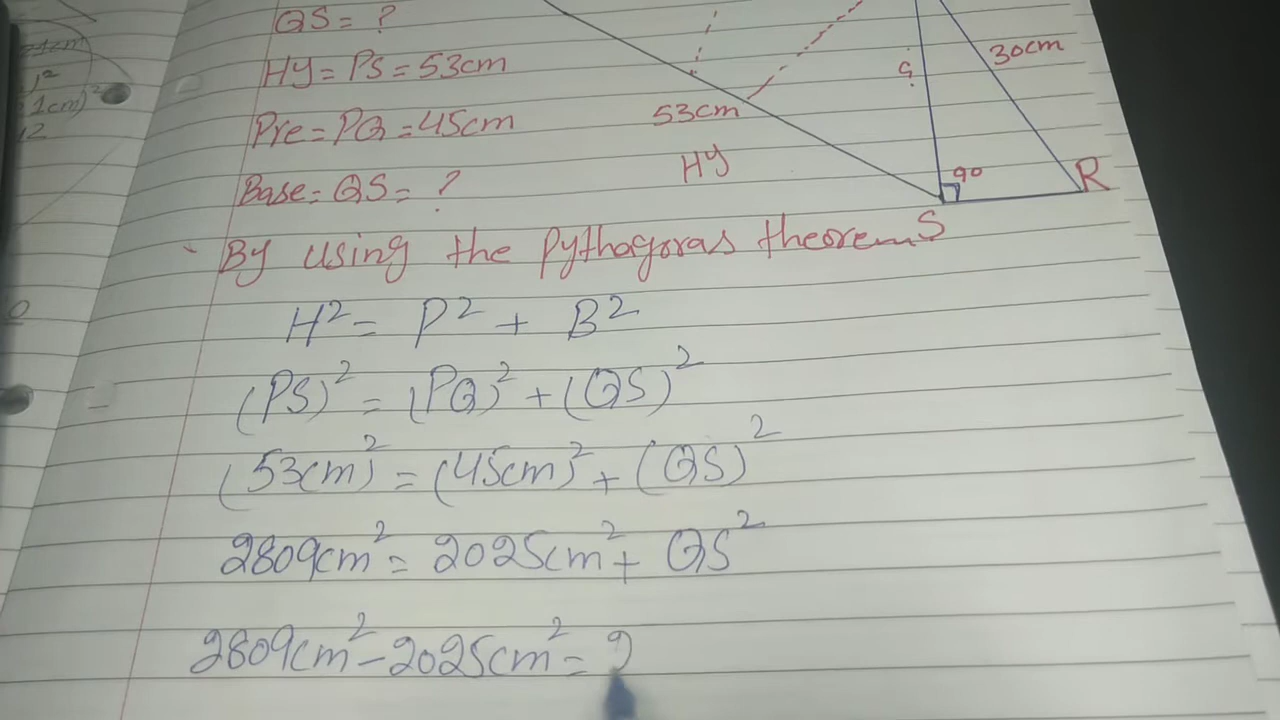 QS = ?
Hy = PS = 53cm
Pre = PQ = 45cm
Base = QS = ?
30cm
?
53cm
Hy
90
R
S
By using the Pythagoras theorem
H² = P² + B²
(PS)² = (PQ)² + (QS)²
(53cm)² = (45cm)² + (QS)²
2809cm² = 2025cm² + QS²
2809cm² - 2025cm² =
1cm)²